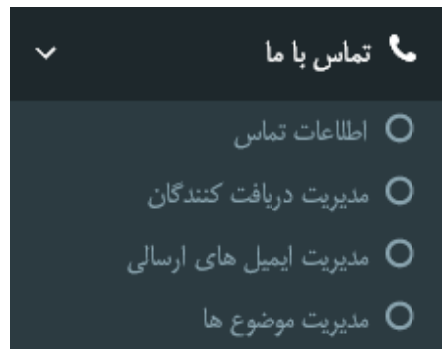 تماس با ما
اطلاعات تماس
مدیریت دریافت کنندگان
مدیریت ایمیل های ارسالی
مدیریت موضوع ها